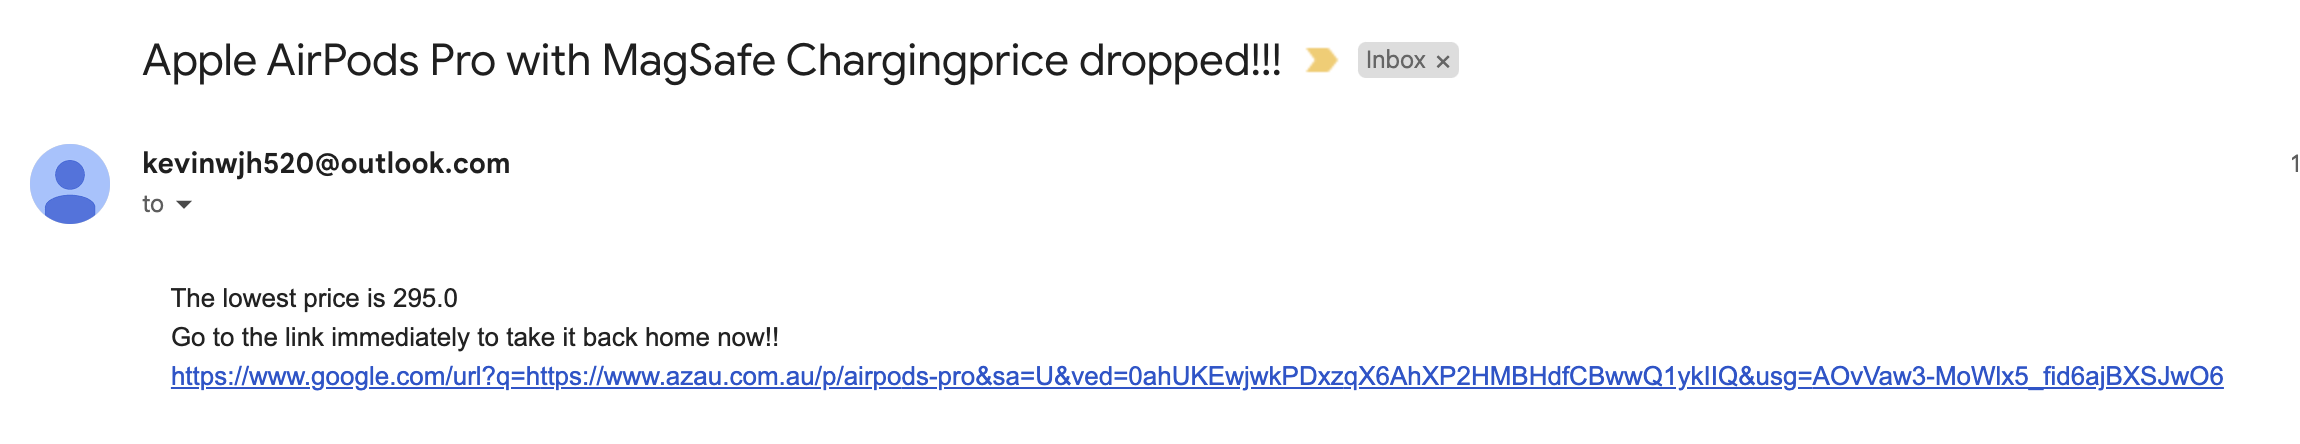 Apple AirPods Pro with MagSafe Chargingprice dropped!!! Inbox ×
kevinwjh520@outlook.com 1
to
The lowest price is 295.0
Go to the link immediately to take it back home now!!
https://www.google.com/url?q=https://www.azau.com.au/p/airpods-pro&sa=U&ved=0ahUKEwjwkPDxzqX6AhXP2HMBHdfCBwwQ1ykIIQ&usg=AOvVaw3-MoWlx5_fid6ajBXSJwO6